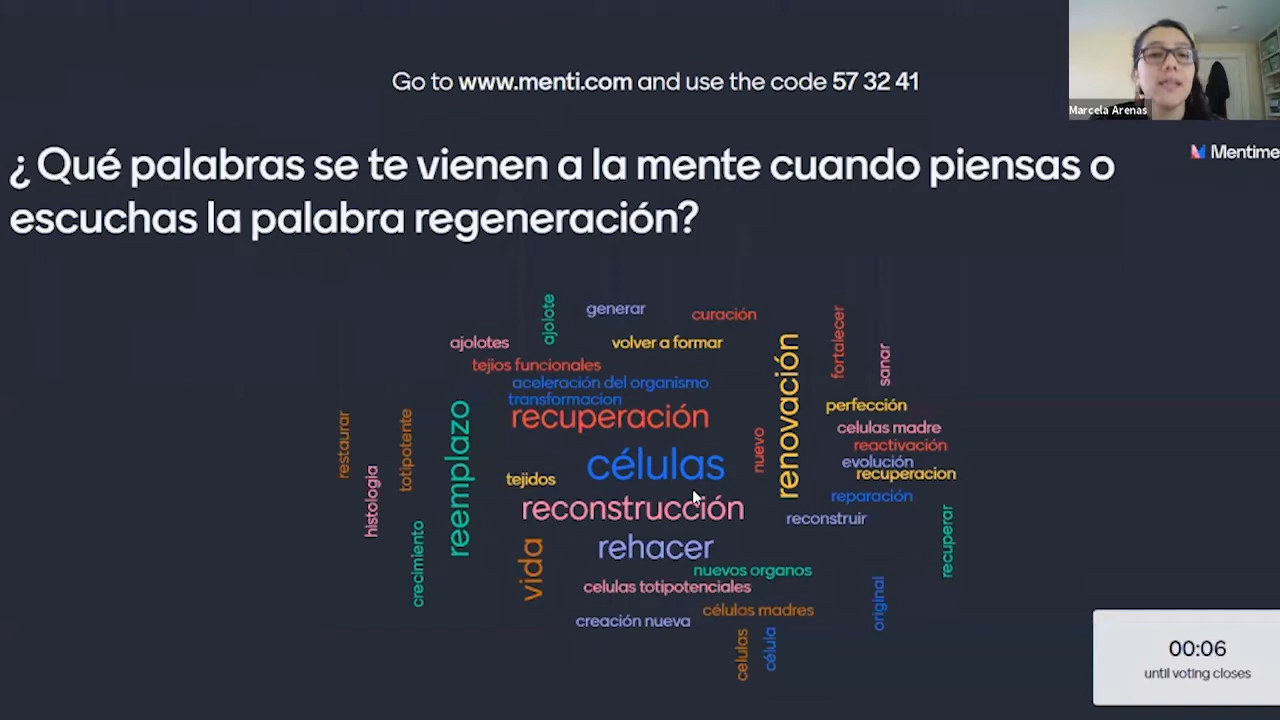 Go to www.menti.com and use the code 57 32 41
Marcela Arenas
Mentime
¿ Qué palabras se te vienen a la mente cuando piensas o
escuchas la palabra regeneración?
ajolote
generar
curación
fortalecer
ajolotes
volver a formar
renovación
sanar
tejios funcionales
aceleración del organismo
transformacion
recuperación
perfección
restaurar
totipotente
reemplazo
nuevo
celulas madre
reactivación
células
evolución
recuperacion
histologia
tejidos
reparación
reconstrucción
reconstruir
recuperar
crecimiento
vida
rehacer
nuevos organos
celulas totipotenciales
original
células madres
creación nueva
celulas
célula
00:06
until voting closes